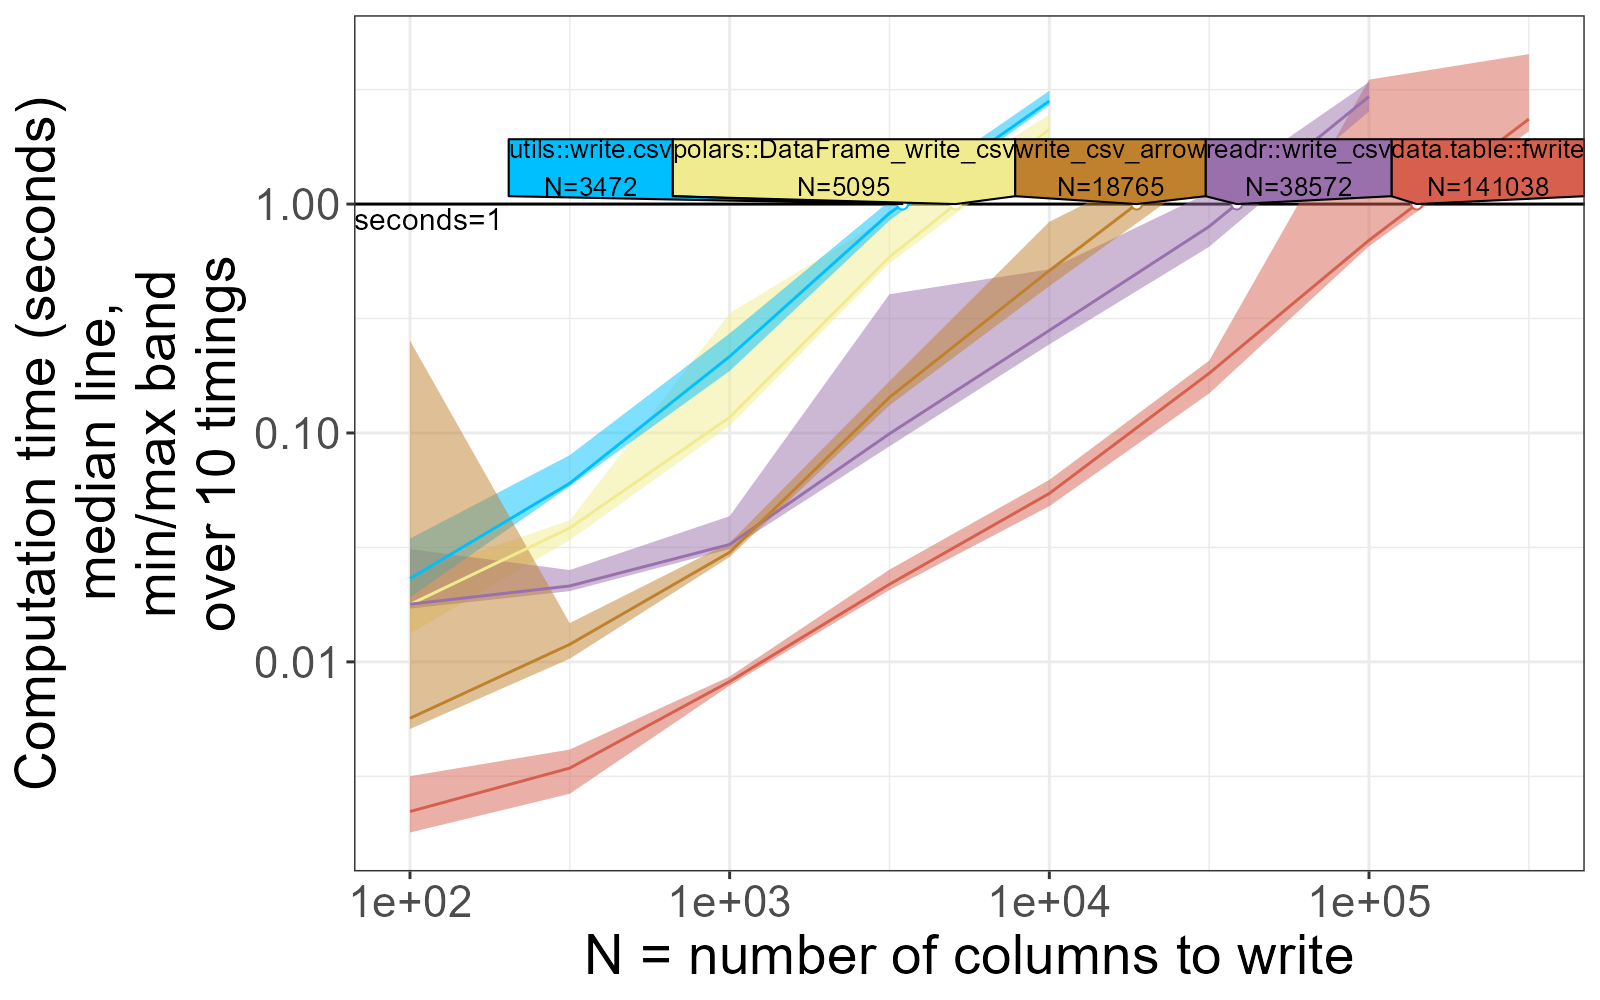 Computation time (seconds)
median line,
min/max band
over 10 timings
1.00
0.10
0.01
utils::write.csv
N=3472
polars::DataFrame_write_csv
N=5095
write_csv_arrow
N=18765
readr::write_csv
N=38572
data.table::fwrite
N=141038
seconds=1
1e+02
1e+03
1e+04
1e+05
N = number of columns to write